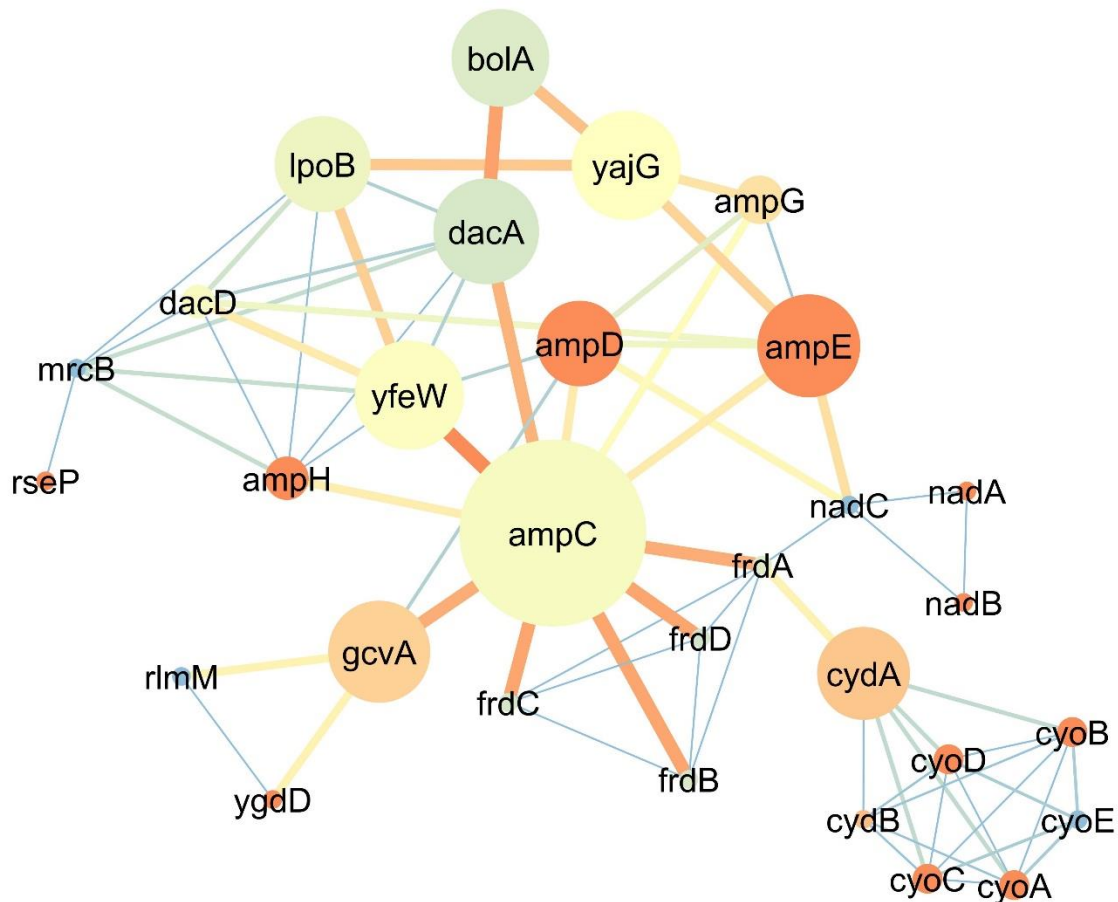 bolA
lpoB
yajG
ampG
dacA
dacD
ampD
ampE
mrcB
yfeW
rseP
ampH
nadC
nadA
ampC
frdA
nadB
frdD
gcvA
rlmM
cydA
frdC
cyoB
cyoD
frdB
ygdD
cydB
cyoE
cyoC
cyoA